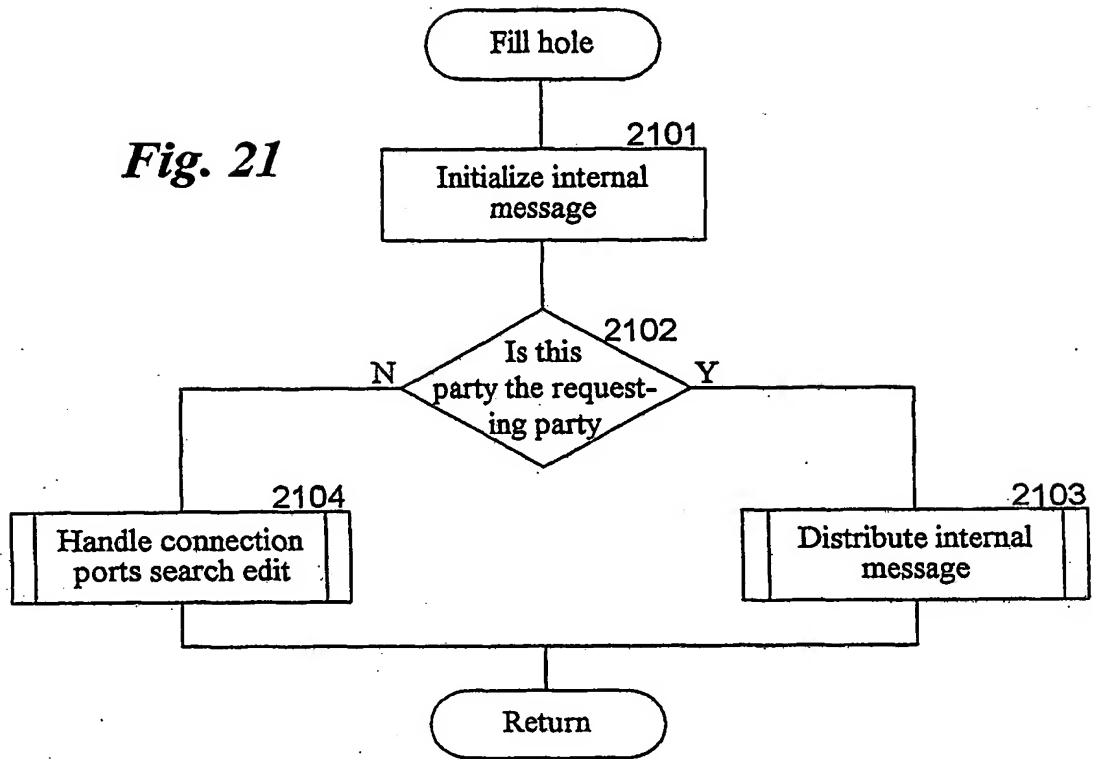 Fill hole
Fig. 21
2101
Initialize internal
message
2102
Is this
party the request-
ing party
N
Y
2104
Handle connection
ports search edit
2103
Distribute internal
message
Return